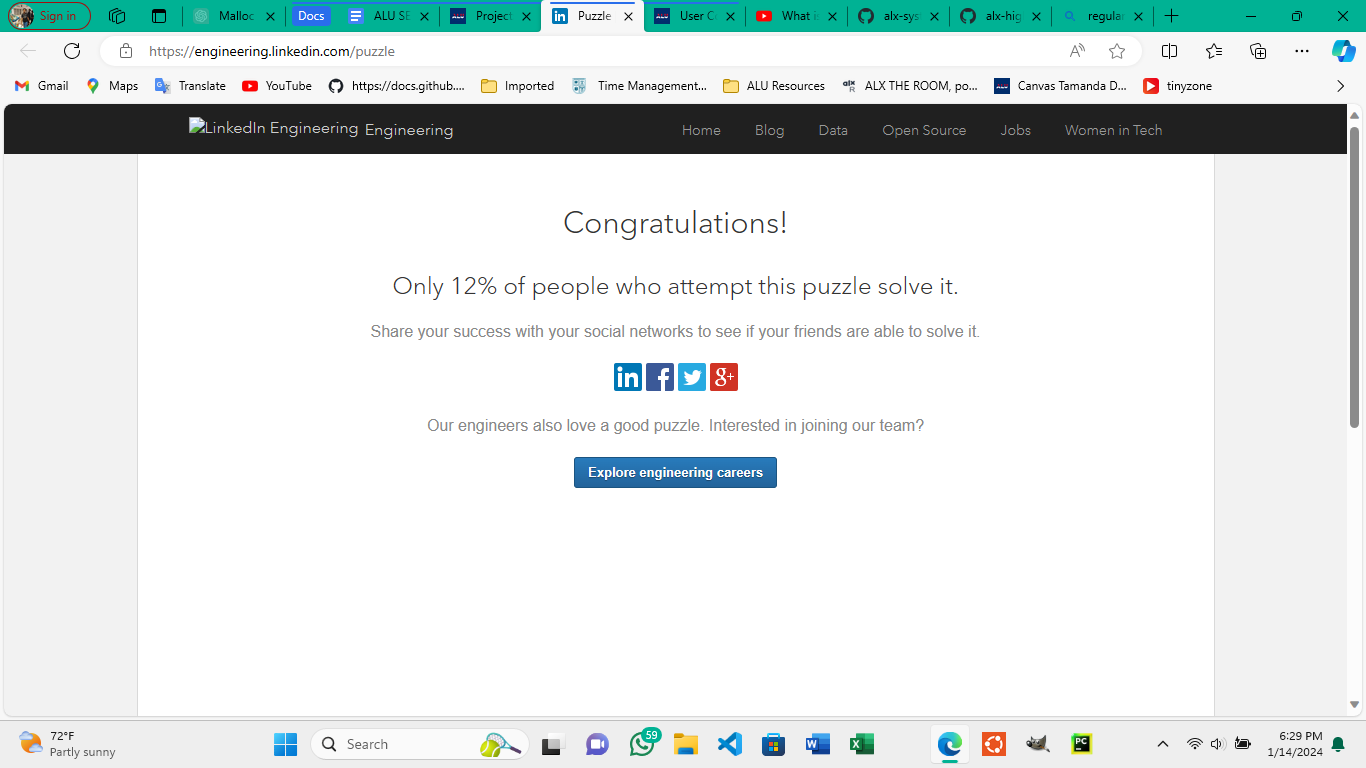 Sign in
Malloc
Docs
ALU SE
Project
Puzzle
User C
What i
alx-sys
alx-hig
regular
https://engineering.linkedin.com/puzzle
Gmail
Maps
Translate
YouTube
https://docs.github....
Imported
Time Management...
ALU Resources
ALX THE ROOM, po...
Canvas Tamanda D...
tinyzone
LinkedIn Engineering Engineering
Home
Blog
Data
Open Source
Jobs
Women in Tech
Congratulations!
Only 12% of people who attempt this puzzle solve it.
Share your success with your social networks to see if your friends are able to solve it.
Our engineers also love a good puzzle. Interested in joining our team?
Explore engineering careers
72°F
Partly sunny
Search
59
6:29 PM
1/14/2024